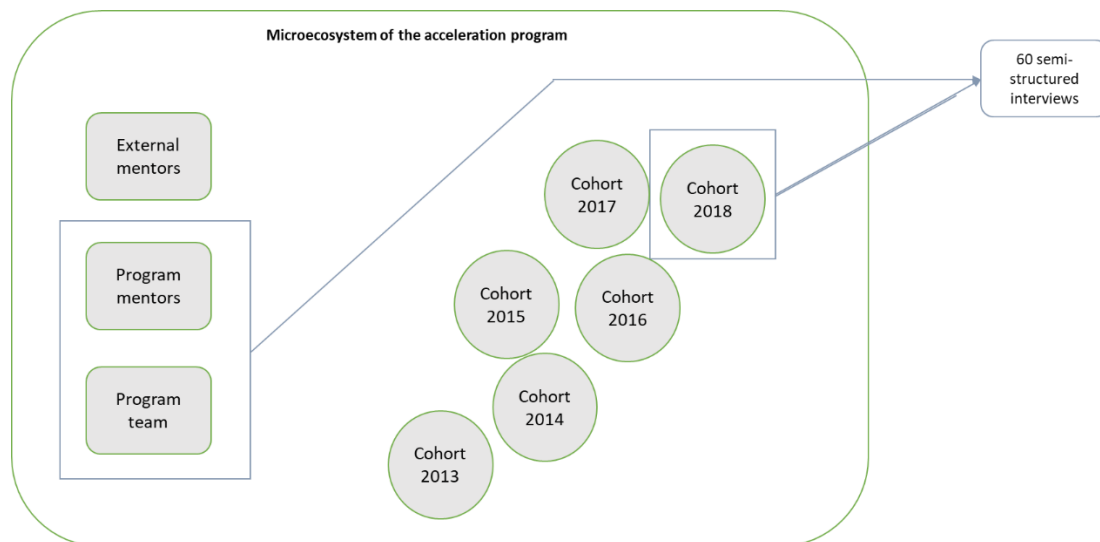 Microecosystem of the acceleration program
60 semi-
structured
interviews
External
mentors
Program
mentors
Program
team
Cohort
2017
Cohort
2018
Cohort
2015
Cohort
2016
Cohort
2014
Cohort
2013